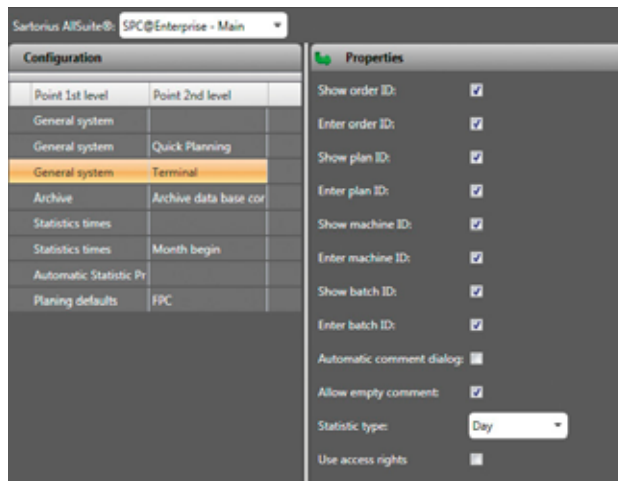 Sartorius AllSuite®: SPC@Enterprise - Main
Configuration
Point 1st level Point 2nd level
General system
General system Quick Planning
General system Terminal
Archive Archive data base cor
Statistics times
Statistics times Month begin
Automatic Statistic Pr
Planing defaults FPC
Properties
Show order ID:
Enter order ID:
Show plan ID:
Enter plan ID:
Show machine ID:
Enter machine ID:
Show batch ID:
Enter batch ID:
Automatic comment dialog:
Allow empty comment:
Statistic type: Day
Use access rights